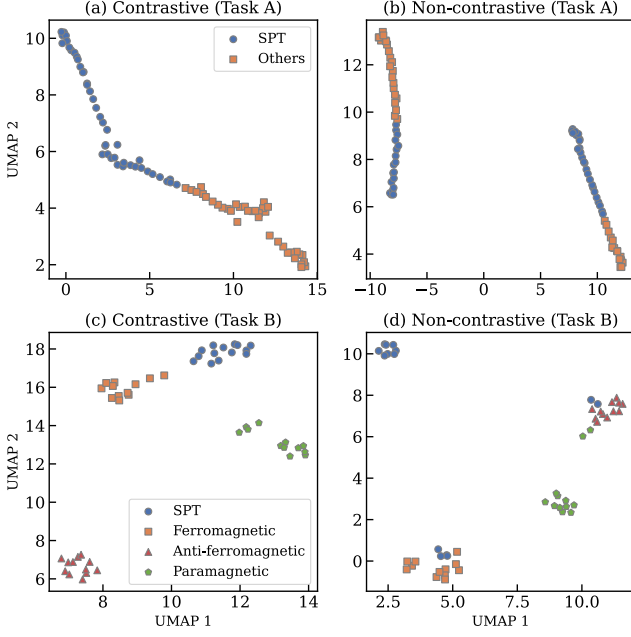 (a) Contrastive (Task A)
10
8
6
4
2
UMAP 2
0
5
10
15
SPT
Others
(b) Non-contrastive (Task A)
12
10
8
6
4
−10
−5
0
5
10
(c) Contrastive (Task B)
18
16
14
12
10
8
6
UMAP 2
8
10
12
14
UMAP 1
SPT
Ferromagnetic
Anti-ferromagnetic
Paramagnetic
(d) Non-contrastive (Task B)
10
8
6
4
2
0
2.5
5.0
7.5
10.0
UMAP 1